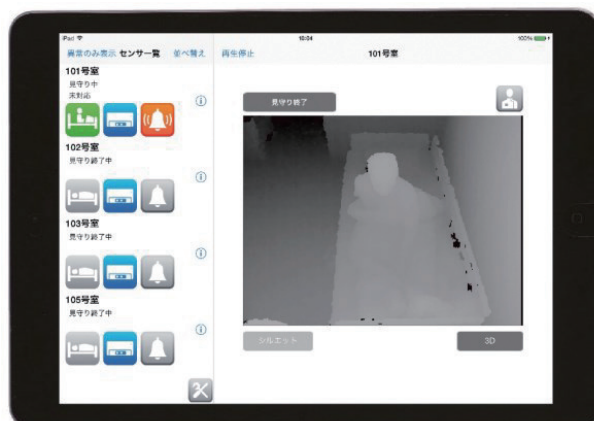 iPad
18:04
100%
異常のみ表示 センサ一覧 並べ替え
再生停止
101号室
101号室
見守り中
未対応
102号室
見守り終了中
103号室
見守り終了中
105号室
見守り終了中
見守り終了
シルエット
3D